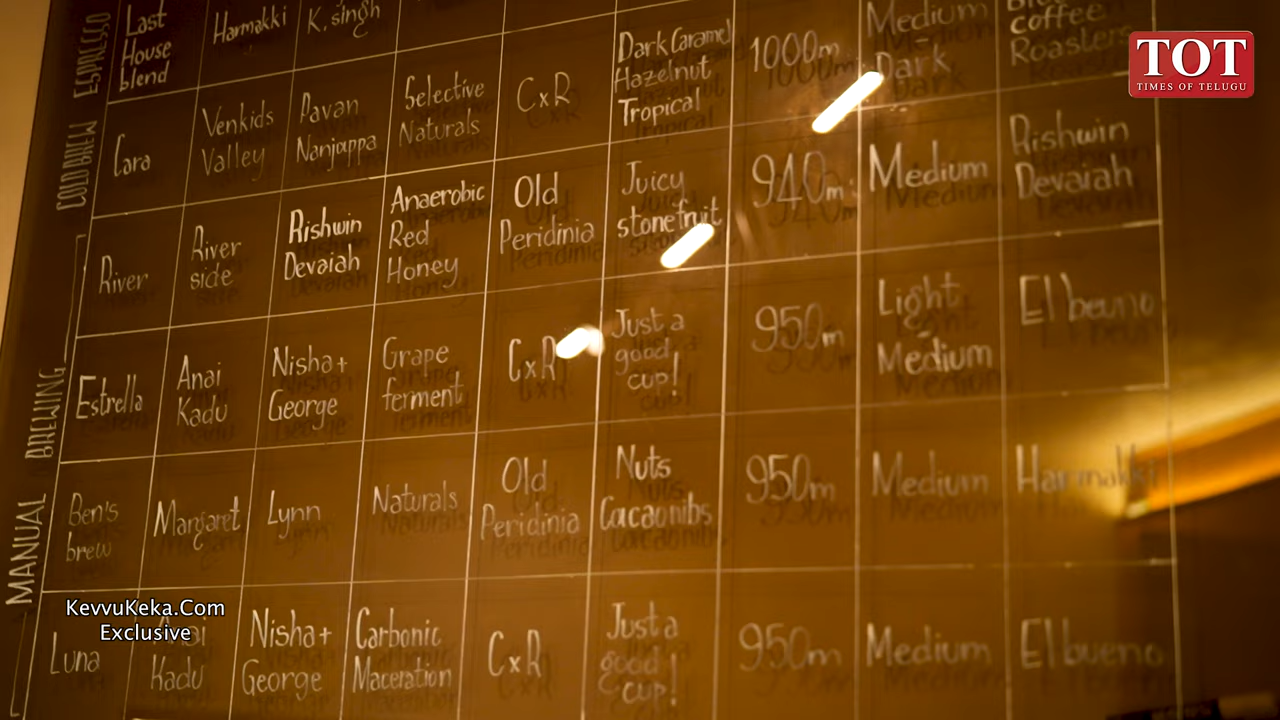 TOT
TIMES OF TELUGU
ESPRESSO
Last House blend
Harmakki
K. Singh
Medium
coffee Roasters
COLD BREW
Cara
Venkids Valley
Pavan Nanjappa
Selective Naturals
CxR
Dark Caramel Hazelnut Tropical
1000m
Dark
MANUAL BREWING
River
River side
Rishwin Devaiah
Anaerobic Red Honey
Old Peridinia
Juicy stonefruit
940m
Medium
Rishwin Devaiah
Estrella
Anai Kadu
Nisha+ George
Grape ferment
CxR
Just a good cup!
950m
Light Medium
El bueno
Ben's brew
Margaret
Lynn
Naturals
Old Peridinia
Nuts Cacaonibs
950m
Medium
Harmakki
Luna
Anai Kadu
Nisha+ George
Carbonic Maceration
CxR
Just a good cup!
950m
Medium
El bueno
KevvuKeka.Com
Exclusive